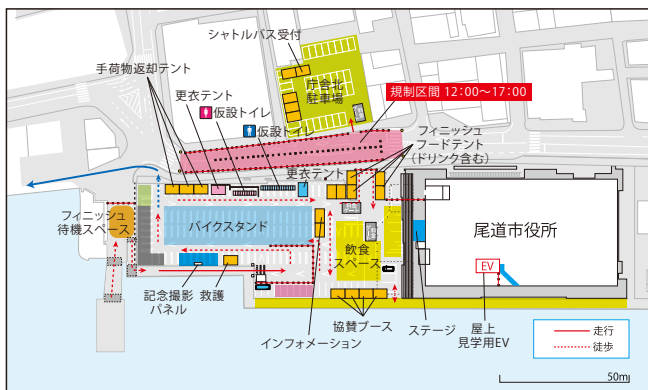 シャトルバス受付
手荷物返却テント
庁舎北
駐車場
更衣テント
規制区間 12：00～17：00
仮設トイレ
仮設トイレ
フィニッシュ
フードテント
（ドリンク含む）
更衣テント
フィニッシュ
待機スペース
バイクスタンド
飲食
スペース
尾道市役所
EV
記念撮影
パネル
救護
インフォメーション
協賛ブース
ステージ
屋上
見学用EV
走行
徒歩
50m